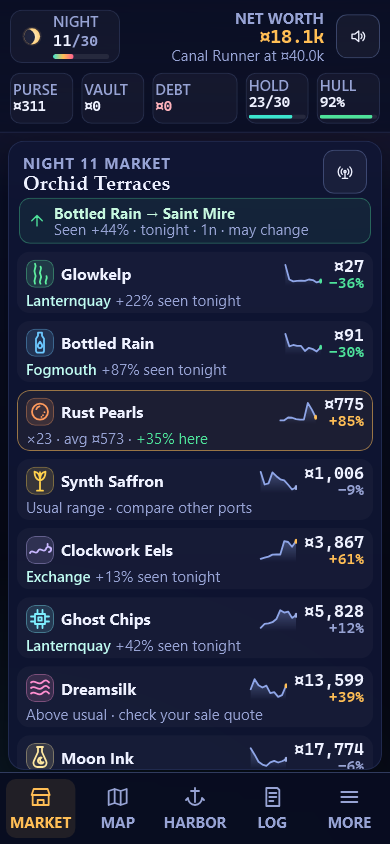 NIGHT
11/30
NET WORTH
¤18.1k
Canal Runner at ¤40.0k
PURSE
¤311
VAULT
¤0
DEBT
¤0
HOLD
23/30
HULL
92%
NIGHT 11 MARKET
Orchid Terraces
Bottled Rain → Saint Mire
Seen +44% · tonight · 1n · may change
Glowkelp
¤27
−36%
Lanternquay +22% seen tonight
Bottled Rain
¤91
−30%
Fogmouth +87% seen tonight
Rust Pearls
¤775
+85%
×23 · avg ¤573 · +35% here
Synth Saffron
¤1,006
−9%
Usual range · compare other ports
Clockwork Eels
¤3,867
+61%
Exchange +13% seen tonight
Ghost Chips
¤5,828
+12%
Lanternquay +42% seen tonight
Dreamsilk
¤13,599
+39%
Above usual · check your sale quote
Moon Ink
¤17,774
−6%
MARKET
MAP
HARBOR
LOG
MORE